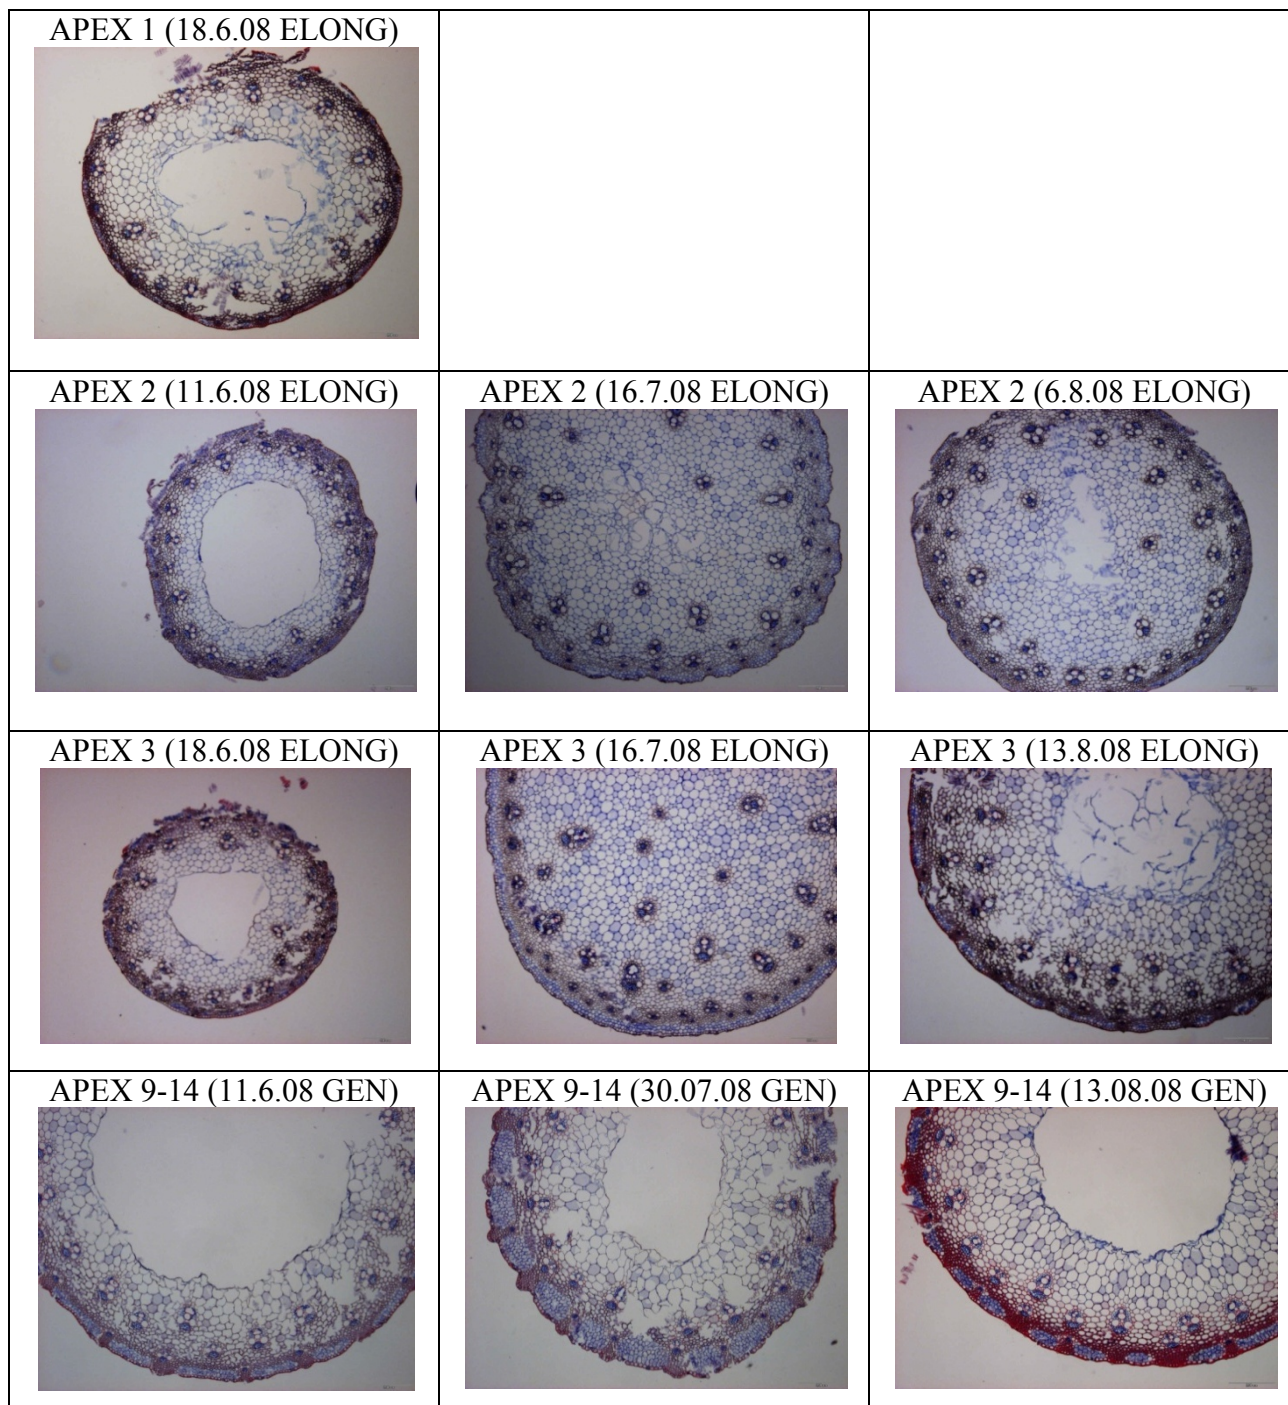 APEX 1 (18.6.08 ELONG)
APEX 2 (11.6.08 ELONG)
APEX 2 (16.7.08 ELONG)
APEX 2 (6.8.08 ELONG)
APEX 3 (18.6.08 ELONG)
APEX 3 (16.7.08 ELONG)
APEX 3 (13.8.08 ELONG)
APEX 9-14 (11.6.08 GEN)
APEX 9-14 (30.07.08 GEN)
APEX 9-14 (13.08.08 GEN)